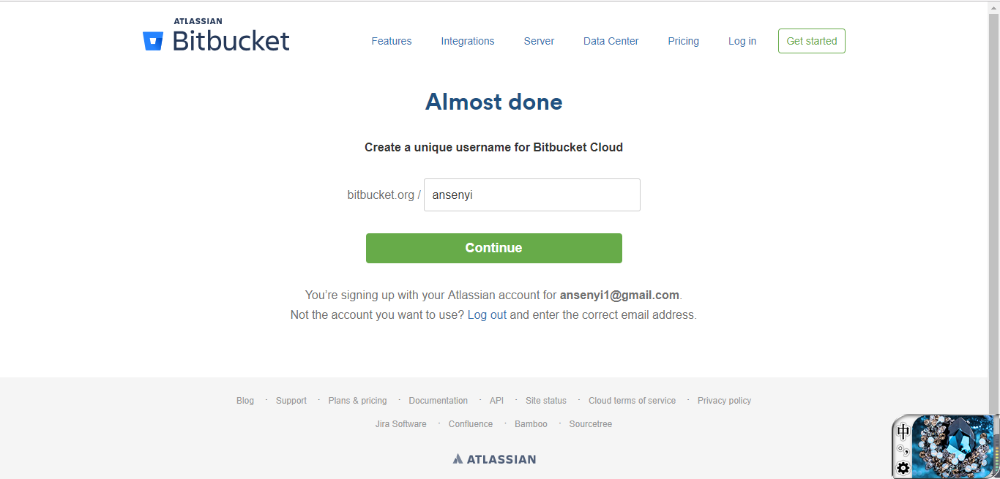 ATLASSIAN
Bitbucket
Features Integrations Server Data Center Pricing Log in Get started
Almost done
Create a unique username for Bitbucket Cloud
bitbucket.org / ansenyi
Continue
You’re signing up with your Atlassian account for ansenyi1@gmail.com.
Not the account you want to use? Log out and enter the correct email address.
Blog · Support · Plans & pricing · Documentation · API · Site status · Cloud terms of service · Privacy policy
Jira Software · Confluence · Bamboo · Sourcetree
ATLASSIAN
中